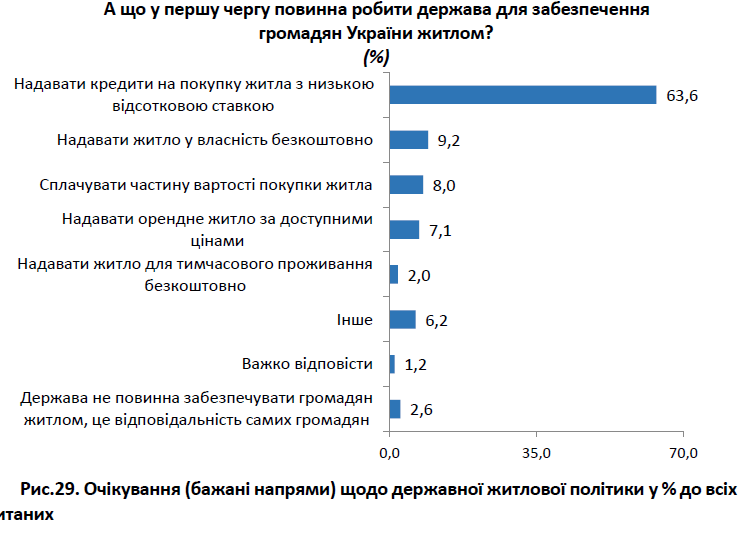 А що у першу чергу повинна робити держава для забезпечення
громадян України житлом?
(%)
Надавати кредити на покупку житла з низькою
відсотковою ставкою
63,6
Надавати житло у власність безкоштовно
9,2
Сплачувати частину вартості покупки житла
8,0
Надавати орендне житло за доступними
цінами
7,1
Надавати житло для тимчасового проживання
безкоштовно
2,0
Інше
6,2
Важко відповісти
1,2
Держава не повинна забезпечувати громадян
житлом, це відповідальність самих громадян
2,6
0,0 35,0 70,0
Рис.29. Очікування (бажані напрями) щодо державної житлової політики у % до всіх
итаних